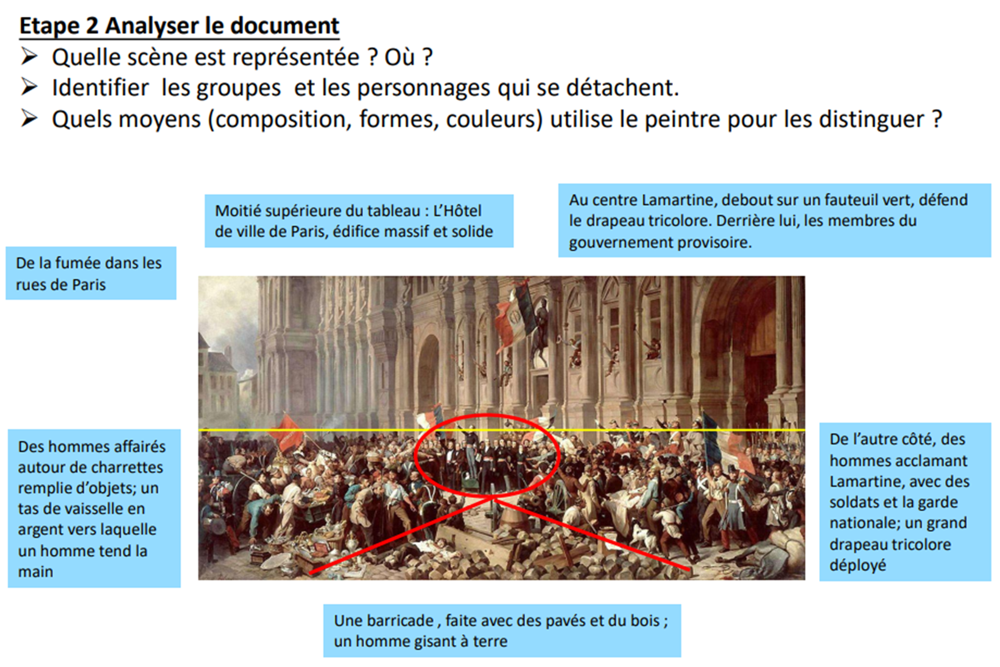 Etape 2 Analyser le document
➢ Quelle scène est représentée ? Où ?
➢ Identifier les groupes et les personnages qui se détachent.
➢ Quels moyens (composition, formes, couleurs) utilise le peintre pour les distinguer ?
Moitié supérieure du tableau : L'Hôtel
de ville de Paris, édifice massif et solide
Au centre Lamartine, debout sur un fauteuil vert, défend
le drapeau tricolore. Derrière lui, les membres du
gouvernement provisoire.
De la fumée dans les
rues de Paris
Des hommes affairés
autour de charrettes
remplie d'objets; un
tas de vaisselle en
argent vers laquelle
un homme tend la
main
De l'autre côté, des
hommes acclamant
Lamartine, avec des
soldats et la garde
nationale; un grand
drapeau tricolore
déployé
Une barricade , faite avec des pavés et du bois ;
un homme gisant à terre